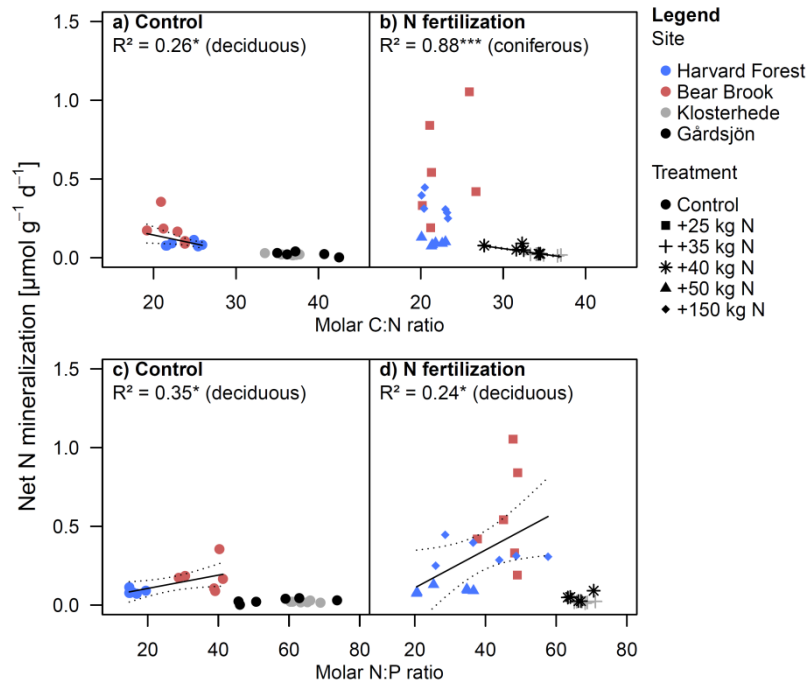 a) Control
R² = 0.26* (deciduous)
b) N fertilization
R² = 0.88*** (coniferous)
1.5
1.0
0.5
0.0
20 30 40
20 30 40
Molar C:N ratio
c) Control
R² = 0.35* (deciduous)
d) N fertilization
R² = 0.24* (deciduous)
1.5
1.0
0.5
0.0
20 40 60 80
20 40 60 80
Molar N:P ratio
Net N mineralization [µmol g⁻¹ d⁻¹]
Legend
Site
Harvard Forest
Bear Brook
Klosterhede
Gårdsjön
Treatment
Control
+25 kg N
+35 kg N
+40 kg N
+50 kg N
+150 kg N